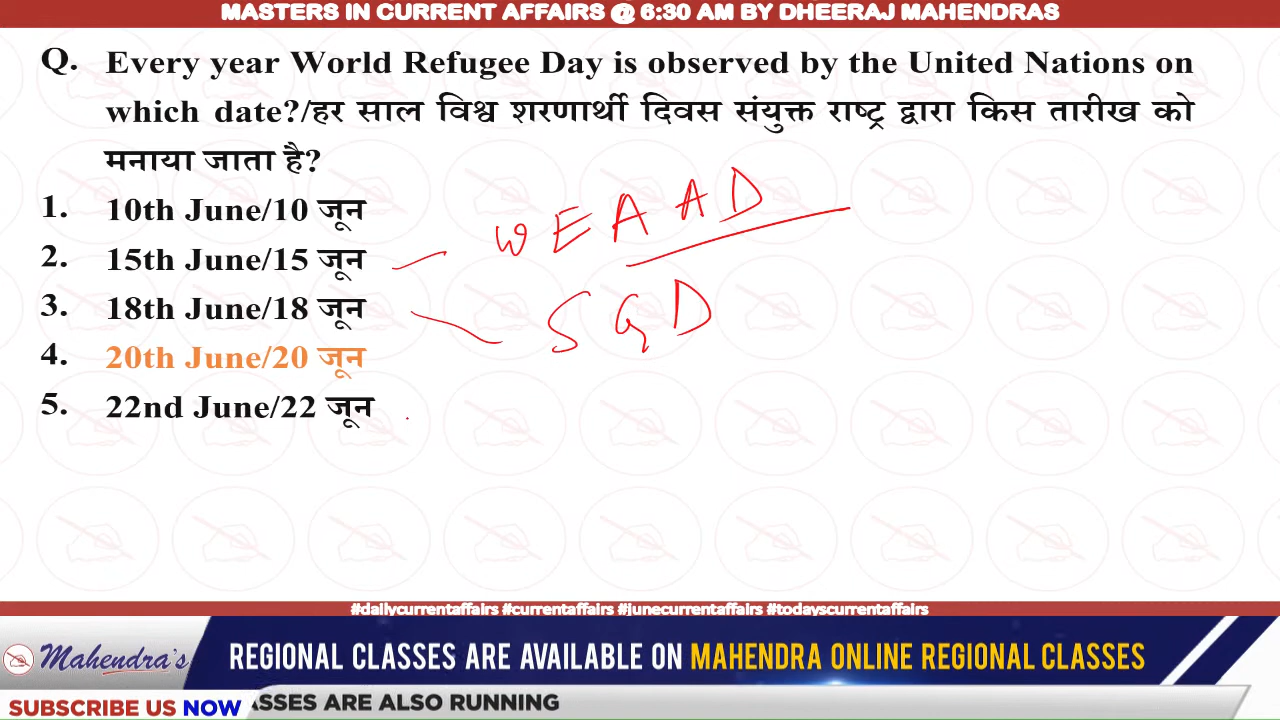 MASTERS IN CURRENT AFFAIRS @ 6:30 AM BY DHEERAJ MAHENDRAS
Q. Every year World Refugee Day is observed by the United Nations on
which date?/हर साल विश्व शरणार्थी दिवस संयुक्त राष्ट्र द्वारा किस तारीख को
मनाया जाता है?
1. 10th June/10 जून
2. 15th June/15 जून
WEAAD
3. 18th June/18 जून
SGD
4. 20th June/20 जून
5. 22nd June/22 जून
#dailycurrentaffairs #currentaffairs #junecurrentaffairs #todayscurrentaffairs
Mahendra's
REGIONAL CLASSES ARE AVAILABLE ON MAHENDRA ONLINE REGIONAL CLASSES
SUBSCRIBE US NOW
ASSES ARE ALSO RUNNING